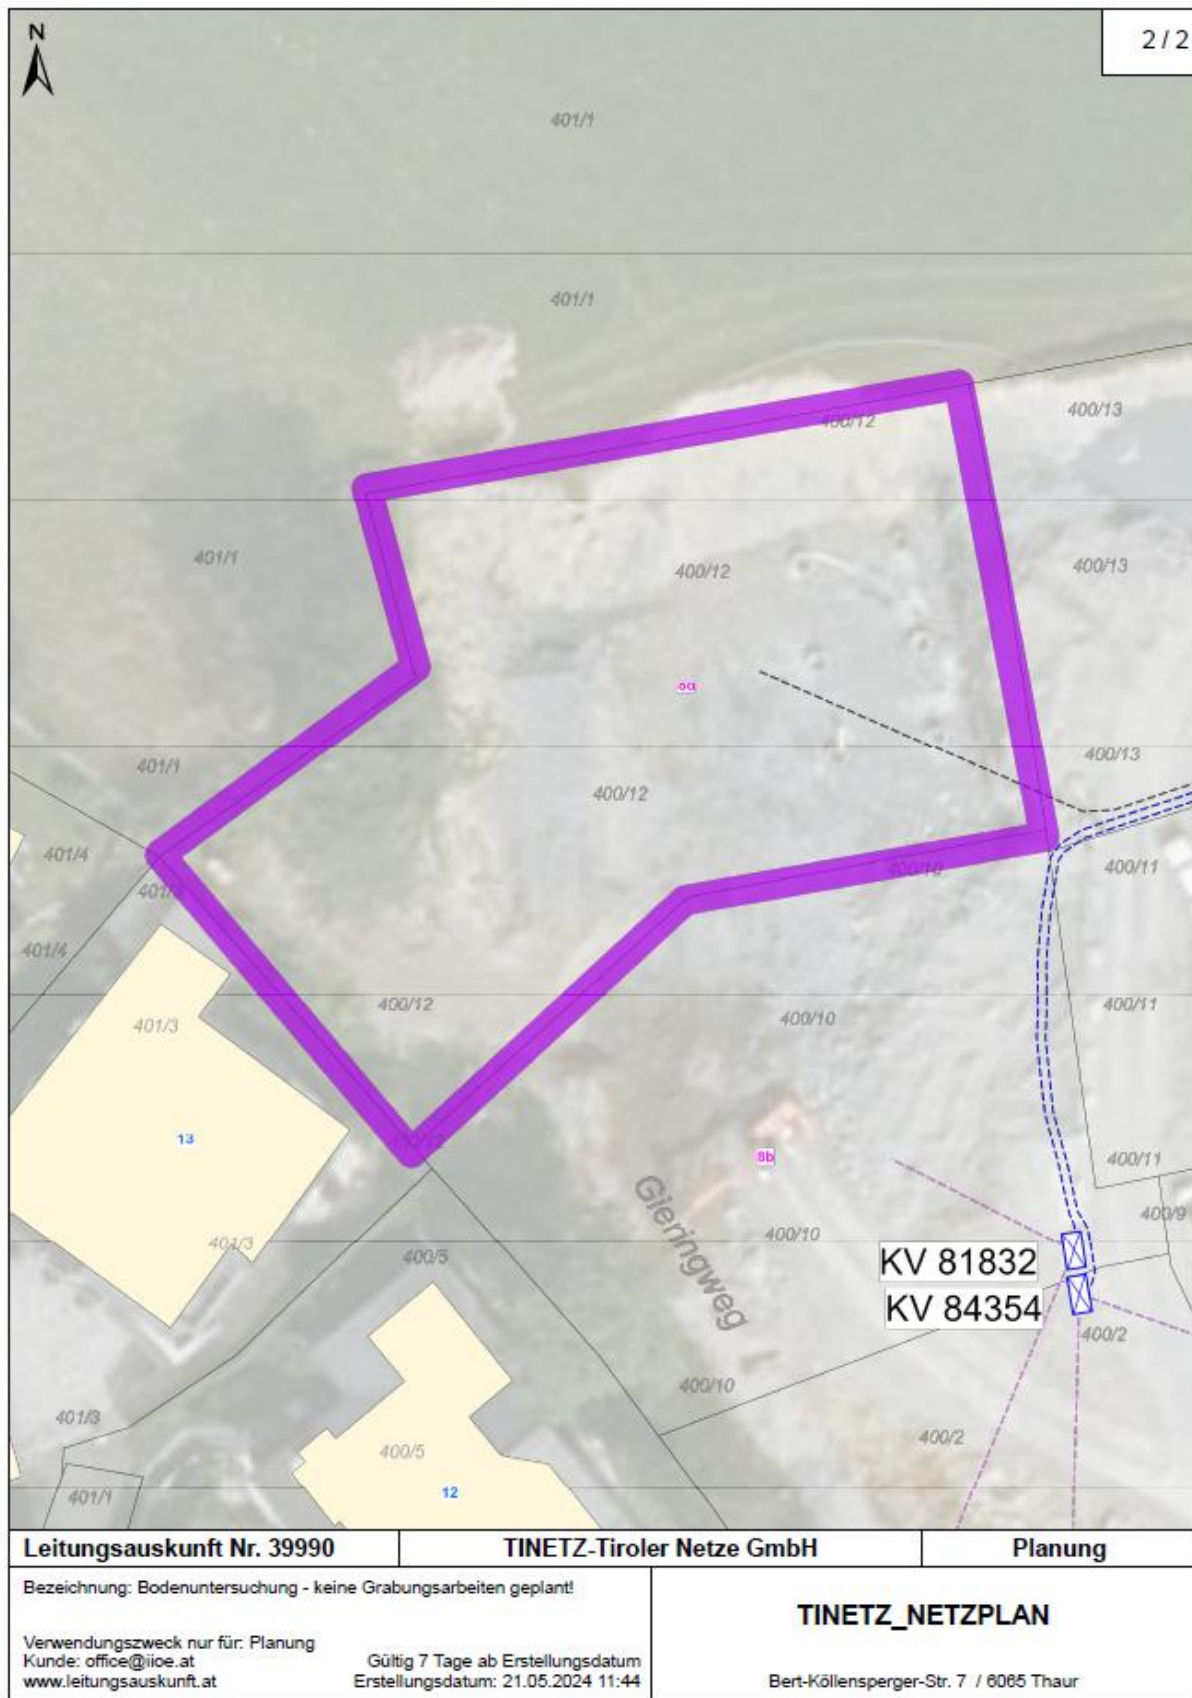 N
2 / 2
401/1
401/1
400/12
400/13
401/1
400/12
400/13
400/13
401/1
400/12
401/4
400/10
400/11
401/4
400/12
401/3
400/10
400/11
13
8b
400/11
Gieringweg
400/9
401/3
400/5
400/10
KV 81832
KV 84354
400/2
400/10
401/3
400/5
400/2
401/1
12
Leitungsauskunft Nr. 39990
TINETZ-Tiroler Netze GmbH
Planung
Bezeichnung: Bodenuntersuchung - keine Grabungsarbeiten geplant!
TINETZ_NETZPLAN
Verwendungszweck nur für: Planung
Kunde: office@iioe.at
Gültig 7 Tage ab Erstellungsdatum
www.leitungsauskunft.at
Erstellungsdatum: 21.05.2024 11:44
Bert-Köllensperger-Str. 7 / 6065 Thaur